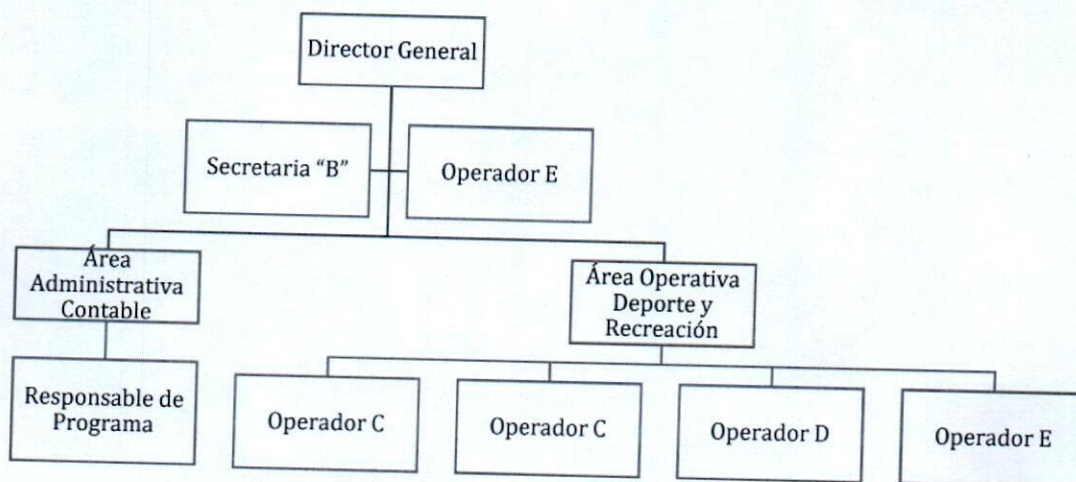 Director General
Secretaria "B"
Operador E
Área
Administrativa
Contable
Área Operativa
Deporte y
Recreación
Responsable de
Programa
Operador C
Operador C
Operador D
Operador E